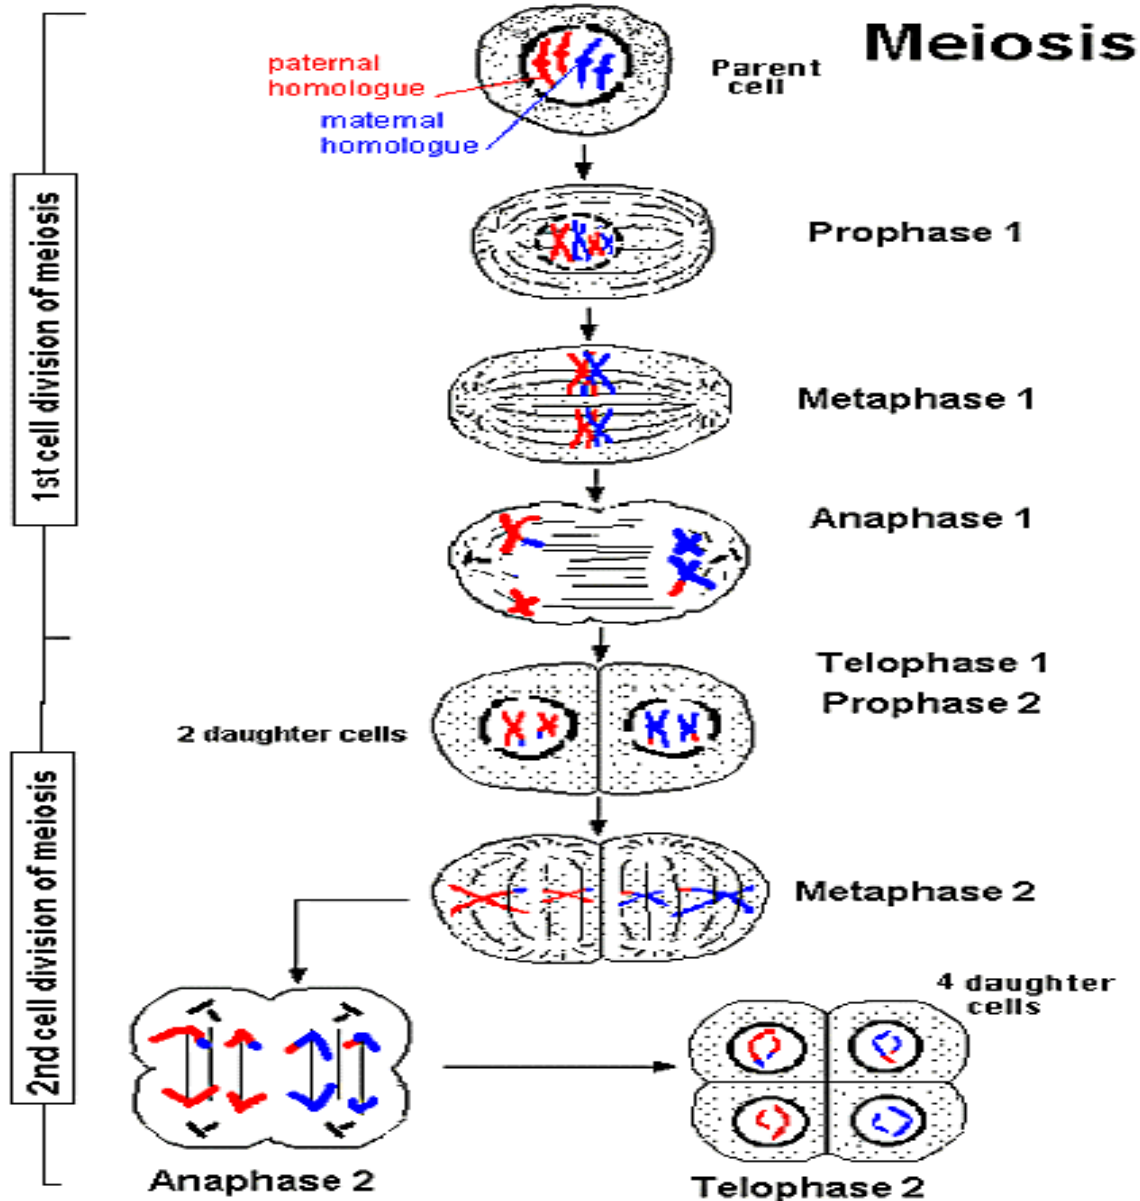 Meiosis
paternal
homologue
maternal
homologue
Parent
cell
Prophase 1
Metaphase 1
Anaphase 1
1st cell division of meiosis
Telophase 1
Prophase 2
2 daughter cells
Metaphase 2
2nd cell division of meiosis
4 daughter
cells
Anaphase 2
Telophase 2